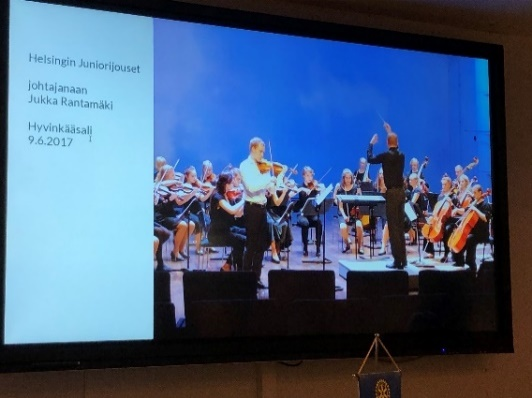 Helsingin Juniorijouset
johtajanaan
Jukka Rantamäki
Hyvinkääsali
9.6.2017